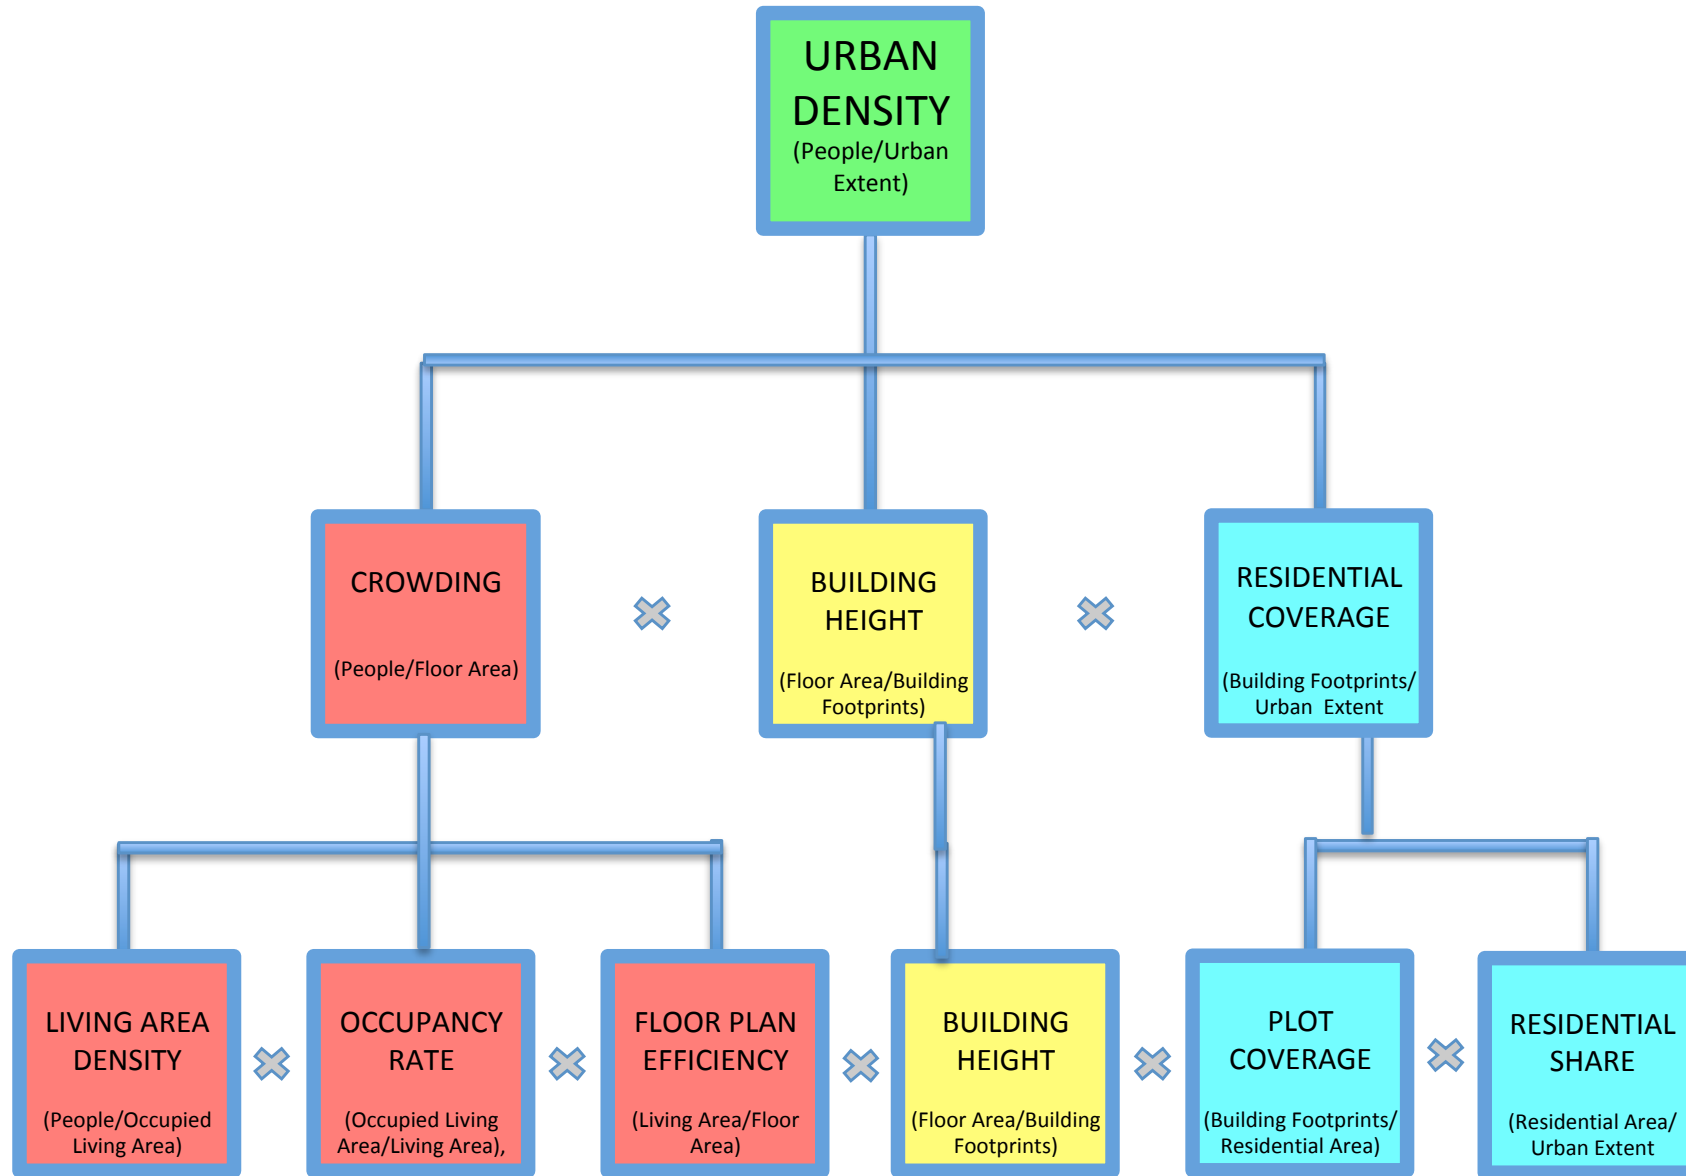 URBAN
DENSITY
(People/Urban
Extent)
CROWDING
(People/Floor Area)
BUILDING
HEIGHT
(Floor Area/Building
Footprints)
RESIDENTIAL
COVERAGE
(Building Footprints/
Urban Extent
LIVING AREA
DENSITY
(People/Occupied
Living Area)
OCCUPANCY
RATE
(Occupied Living
Area/Living Area),
FLOOR PLAN
EFFICIENCY
(Living Area/Floor
Area)
BUILDING
HEIGHT
(Floor Area/Building
Footprints)
PLOT
COVERAGE
(Building Footprints/
Residential Area)
RESIDENTIAL
SHARE
(Residential Area/
Urban Extent